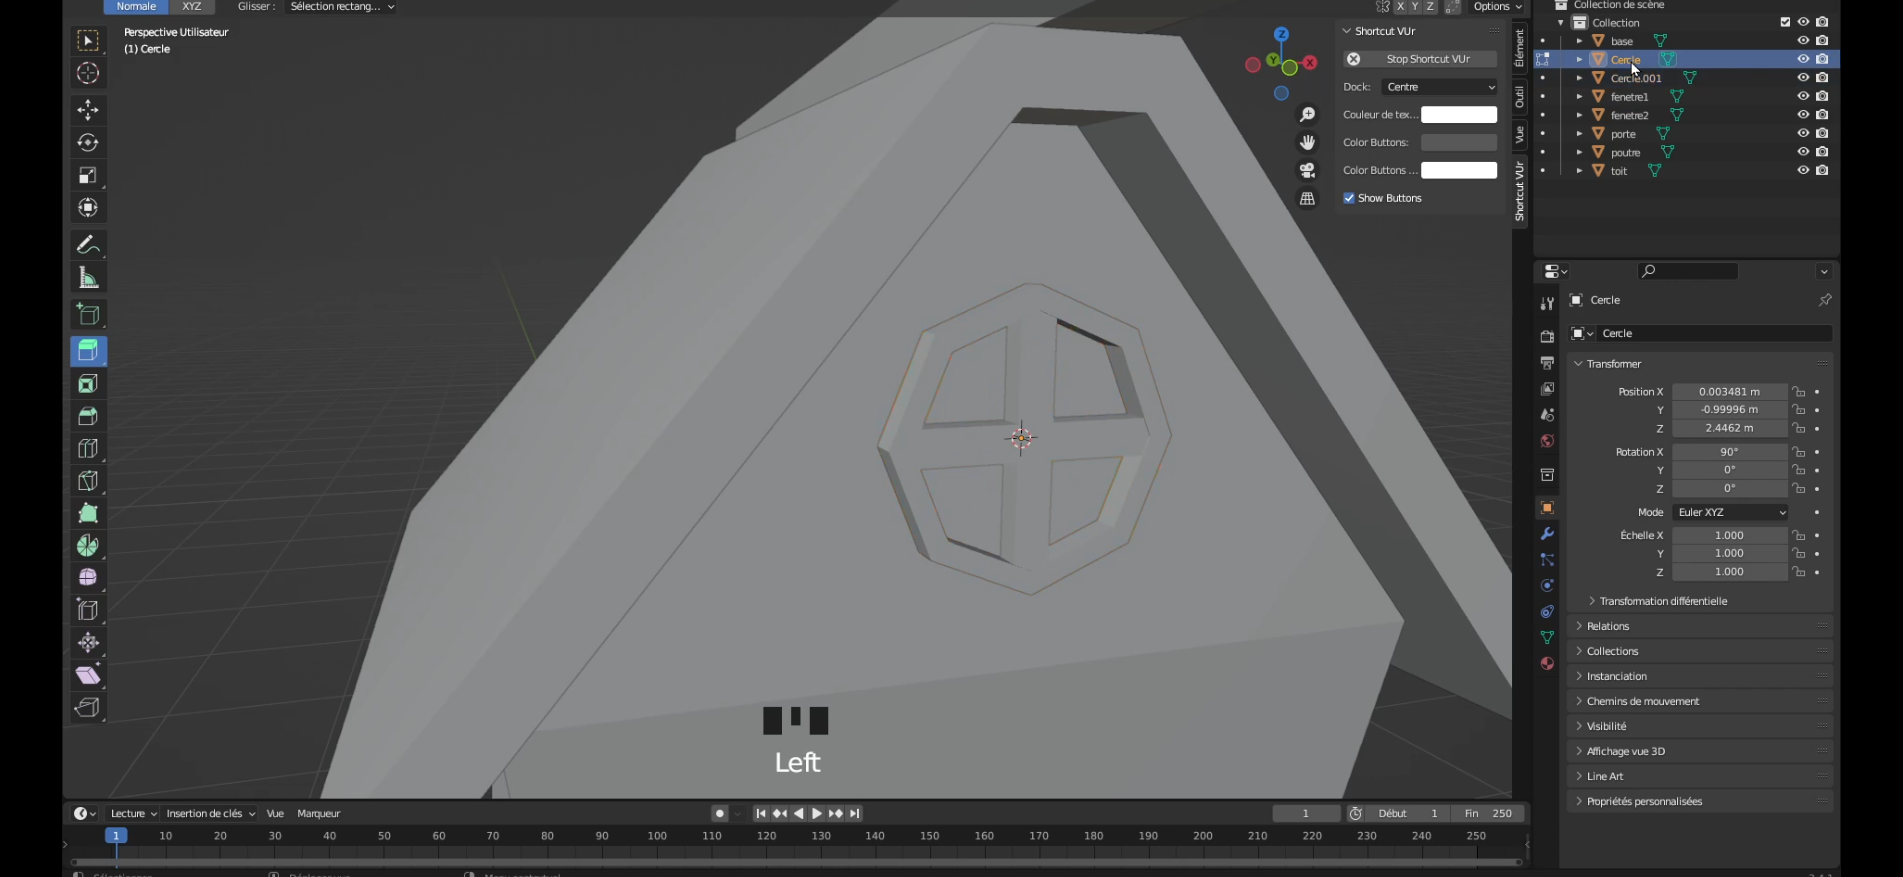 Normale XYZ Glisser : Sélection rectang... Options
X Y Z
Perspective Utilisateur
(1) Cercle
Z
Y
X
Shortcut VUr
Stop Shortcut VUr
Dock: Centre
Couleur de tex...
Color Buttons:
Color Buttons ...
Show Buttons
Élément
Outil
Vue
Shortcut VUr
Left
Collection de scène
Collection
base
Cercle
Cercle.001
fenetre1
fenetre2
porte
poutre
toit
Cercle
Cercle
Transformer
Position X 0.003481 m
Y -0.99996 m
Z 2.4462 m
Rotation X 90°
Y 0°
Z 0°
Mode Euler XYZ
Échelle X 1.000
Y 1.000
Z 1.000
Transformation différentielle
Relations
Collections
Instanciation
Chemins de mouvement
Visibilité
Affichage vue 3D
Line Art
Propriétés personnalisées
Lecture Insertion de clés Vue Marqueur 1 Début 1 Fin 250
1 10 20 30 40 50 60 70 80 90 100 110 120 130 140 150 160 170 180 190 200 210 220 230 240 250